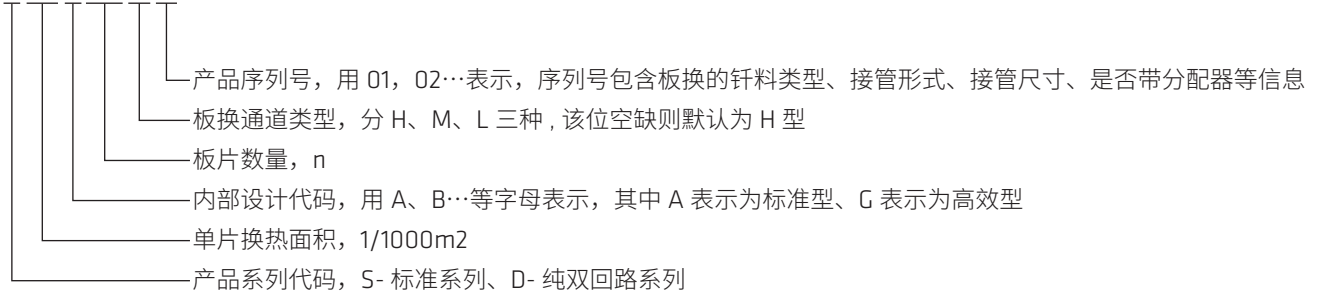 产品序列号，用 01，02…表示，序列号包含板换的钎料类型、接管形式、接管尺寸、是否带分配器等信息
板换通道类型，分 H、M、L 三种 , 该位空缺则默认为 H 型
板片数量，n
内部设计代码，用 A、B…等字母表示，其中 A 表示为标准型、G 表示为高效型
单片换热面积，1/1000m2
产品系列代码，S- 标准系列、D- 纯双回路系列